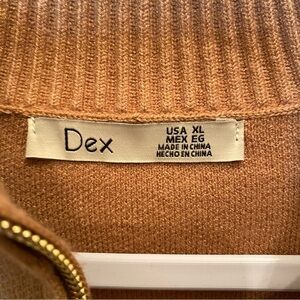 Dex
USA XL
MEX EG
MADE IN CHINA
HECHO EN CHINA